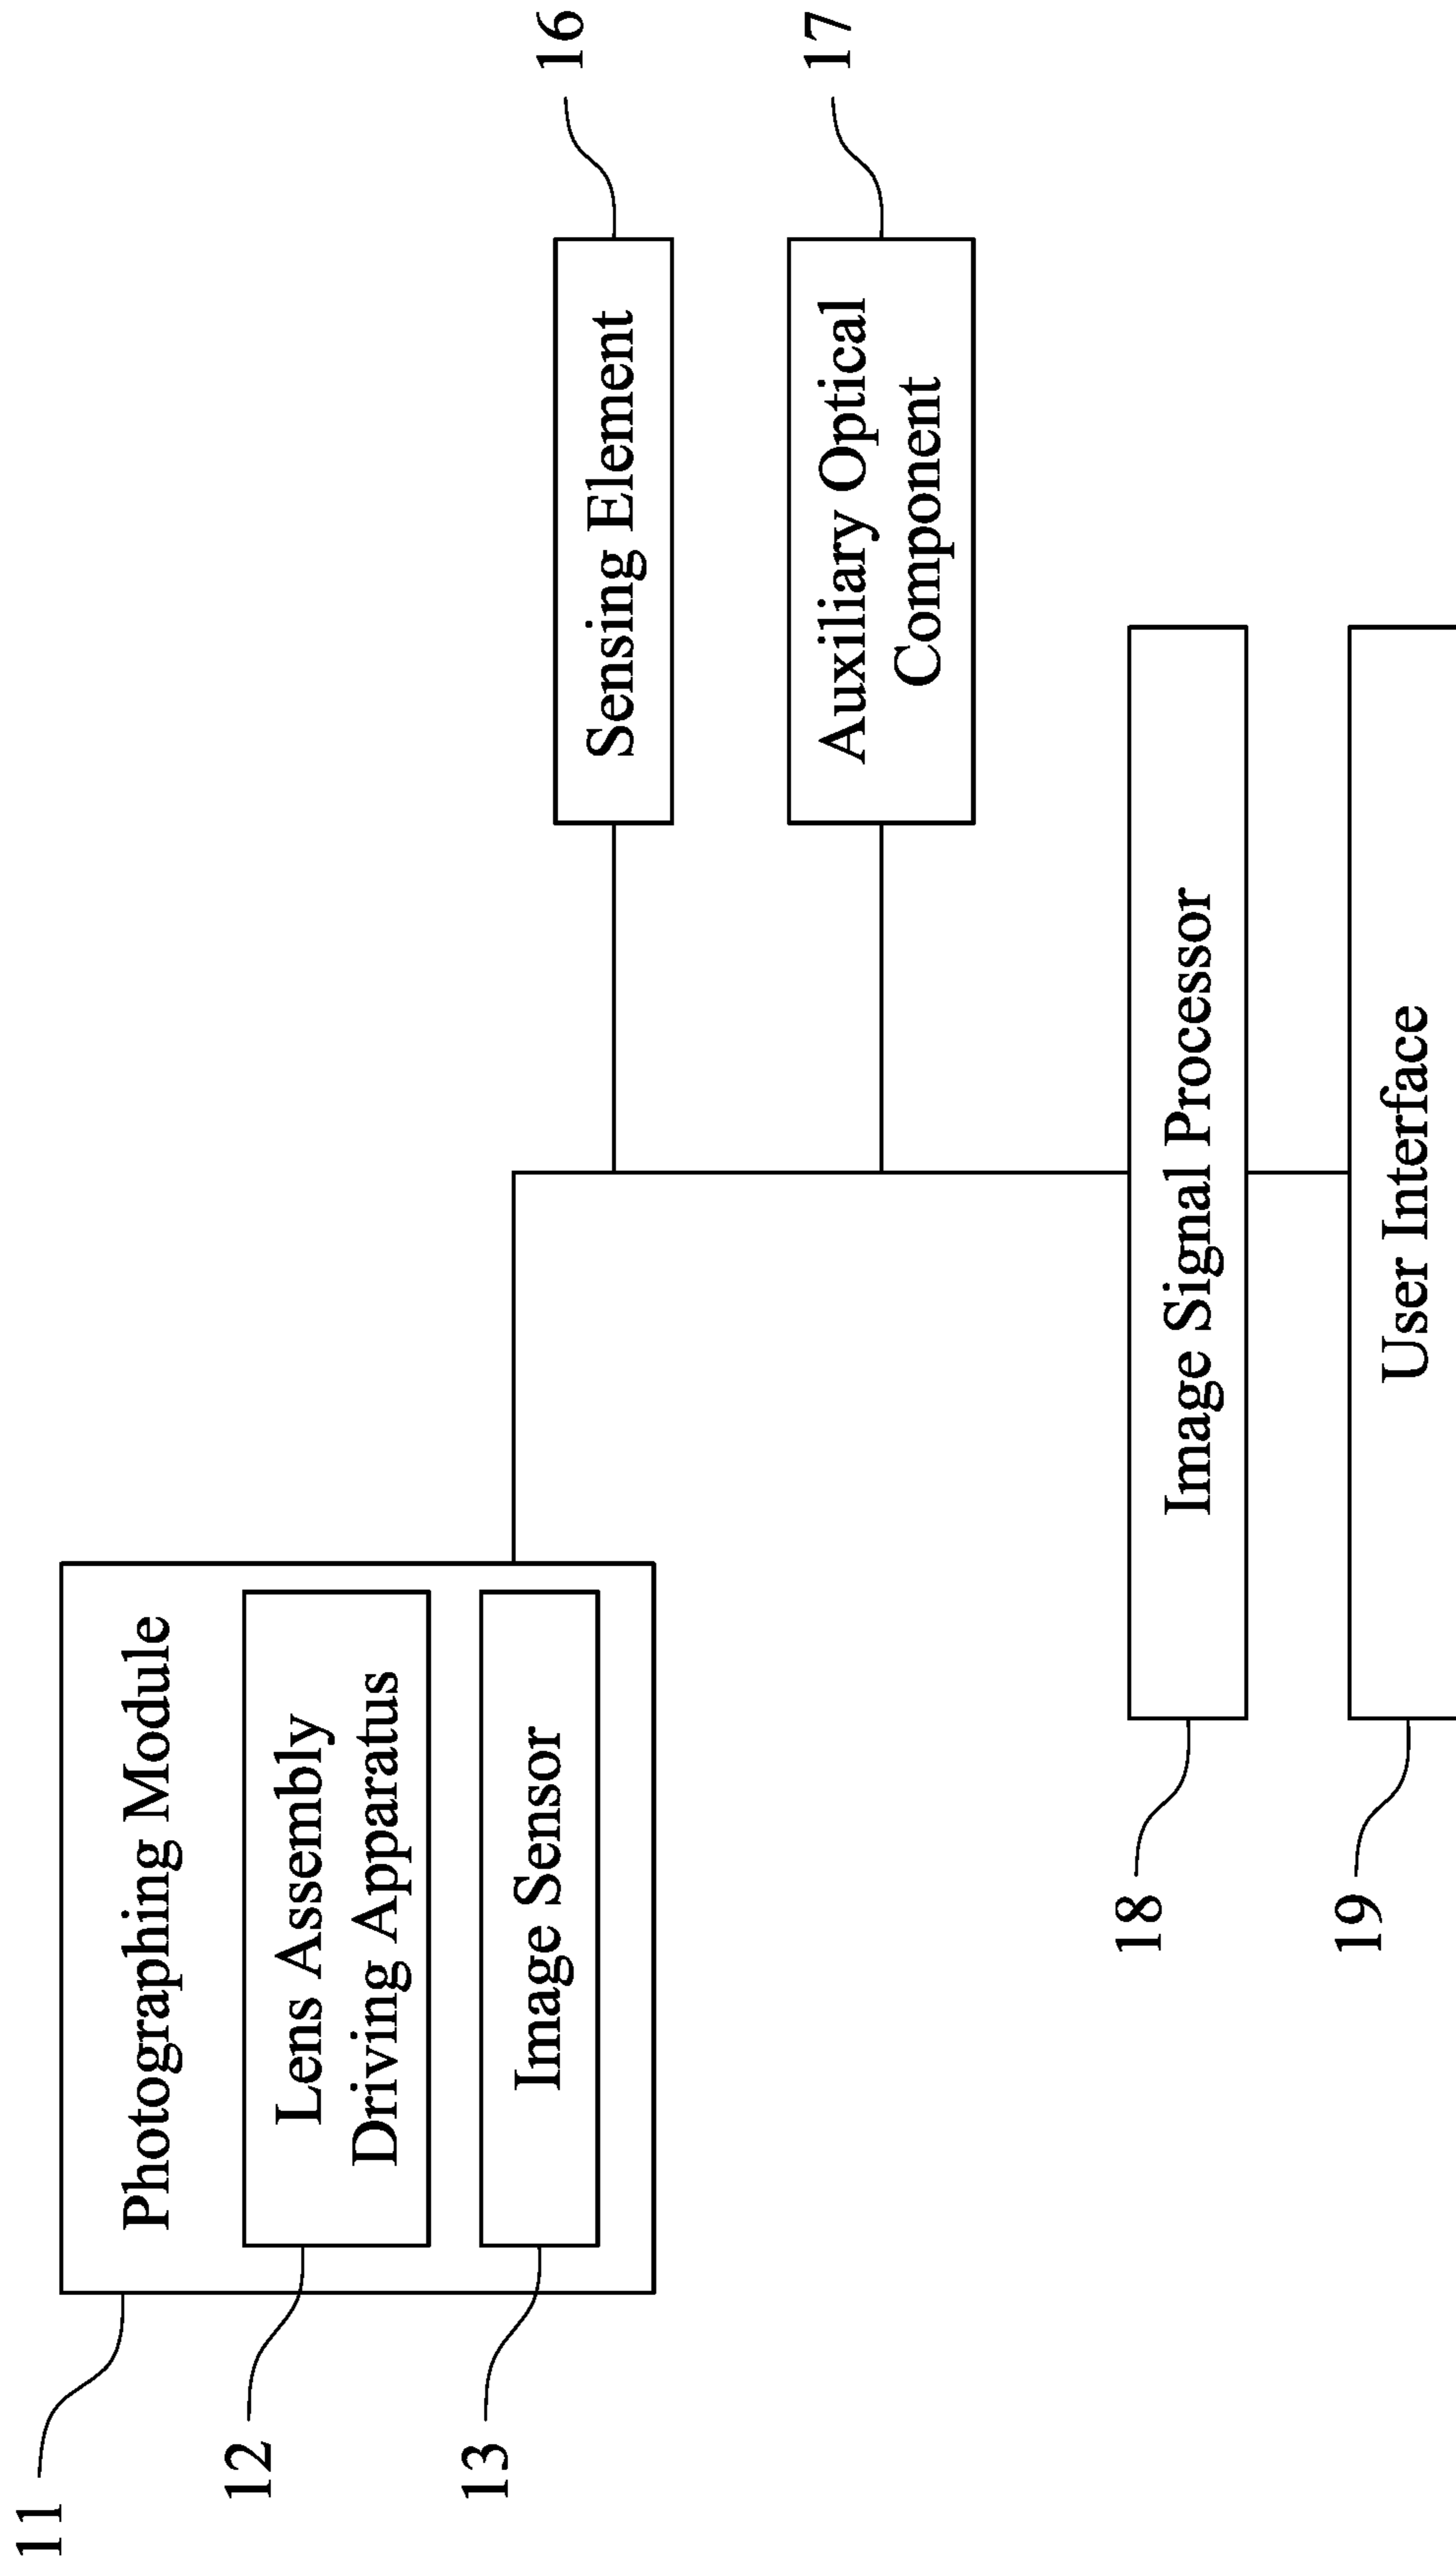 11
Photographing Module
12
Lens Assembly
Driving Apparatus
13
Image Sensor
Sensing Element
16
Auxiliary Optical
Component
17
18
Image Signal Processor
19
User Interface